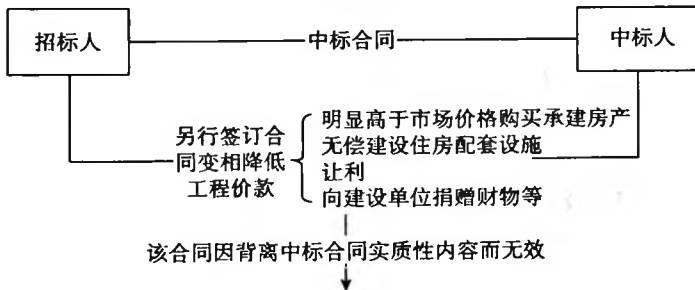 招标人
中标合同
中标人
另行签订合
同变相降低
工程价款
明显高于市场价格购买承建房产
无偿建设住房配套设施
让利
向建设单位捐赠财物等
该合同因背离中标合同实质性内容而无效